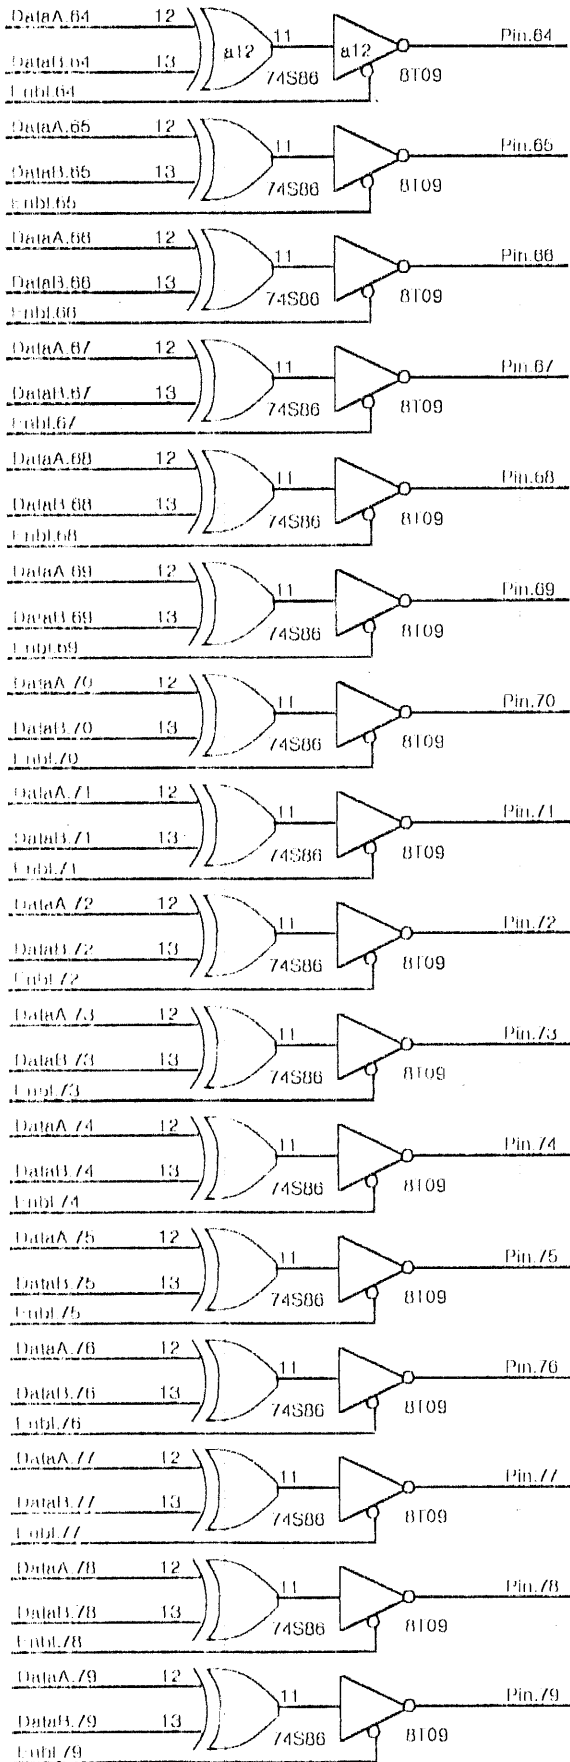 DataA.64 12 11 Pin.64
a12 a12
DataB.64 13 74S86 8T09
Enbl.64
DataA.65 12 11 Pin.65
DataB.65 13 74S86 8T09
Enbl.65
DataA.66 12 11 Pin.66
DataB.66 13 74S86 8T09
Enbl.66
DataA.67 12 11 Pin.67
DataB.67 13 74S86 8T09
Enbl.67
DataA.68 12 11 Pin.68
DataB.68 13 74S86 8T09
Enbl.68
DataA.69 12 11 Pin.69
DataB.69 13 74S86 8T09
Enbl.69
DataA.70 12 11 Pin.70
DataB.70 13 74S86 8T09
Enbl.70
DataA.71 12 11 Pin.71
DataB.71 13 74S86 8T09
Enbl.71
DataA.72 12 11 Pin.72
DataB.72 13 74S86 8T09
Enbl.72
DataA.73 12 11 Pin.73
DataB.73 13 74S86 8T09
Enbl.73
DataA.74 12 11 Pin.74
DataB.74 13 74S86 8T09
Enbl.74
DataA.75 12 11 Pin.75
DataB.75 13 74S86 8T09
Enbl.75
DataA.76 12 11 Pin.76
DataB.76 13 74S86 8T09
Enbl.76
DataA.77 12 11 Pin.77
DataB.77 13 74S86 8T09
Enbl.77
DataA.78 12 11 Pin.78
DataB.78 13 74S86 8T09
Enbl.78
DataA.79 12 11 Pin.79
DataB.79 13 74S86 8T09
Enbl.79